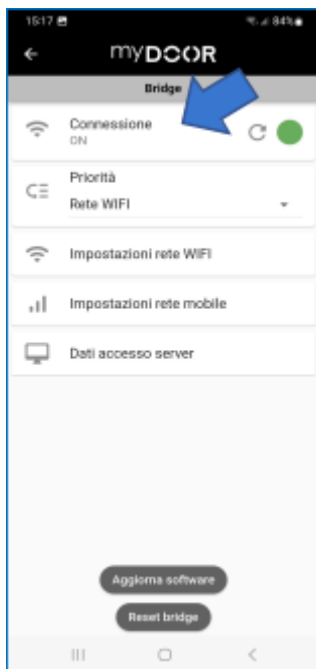 15:17 84%
myDOOR
Bridge
Connessione
ON
Priorità
Rete WIFI
Impostazioni rete WIFI
Impostazioni rete mobile
Dati accesso server
Aggiorna software
Reset bridge